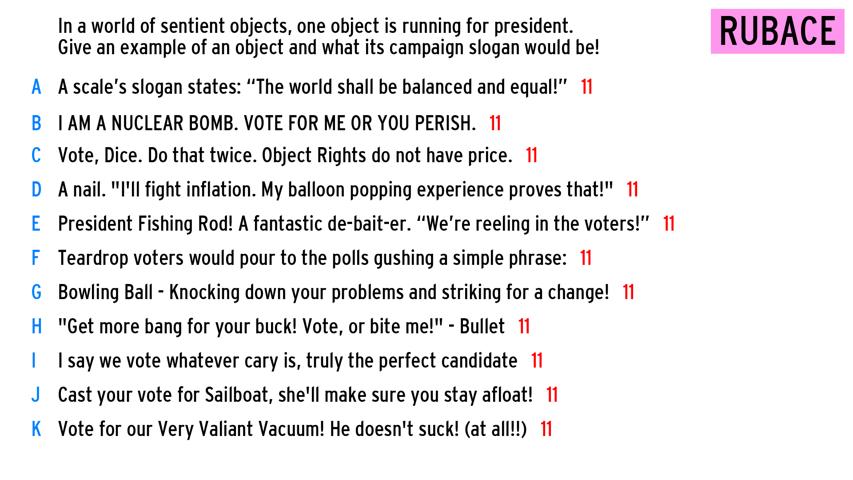 In a world of sentient objects, one object is running for president.
Give an example of an object and what its campaign slogan would be!
RUBACE
A A scale's slogan states: “The world shall be balanced and equal!” 11
B I AM A NUCLEAR BOMB. VOTE FOR ME OR YOU PERISH. 11
C Vote, Dice. Do that twice. Object Rights do not have price. 11
D A nail. "I'll fight inflation. My balloon popping experience proves that!" 11
E President Fishing Rod! A fantastic de-bait-er. “We’re reeling in the voters!” 11
F Teardrop voters would pour to the polls gushing a simple phrase: 11
G Bowling Ball - Knocking down your problems and striking for a change! 11
H "Get more bang for your buck! Vote, or bite me!" - Bullet 11
I I say we vote whatever cary is, truly the perfect candidate 11
J Cast your vote for Sailboat, she'll make sure you stay afloat! 11
K Vote for our Very Valiant Vacuum! He doesn't suck! (at all!!) 11